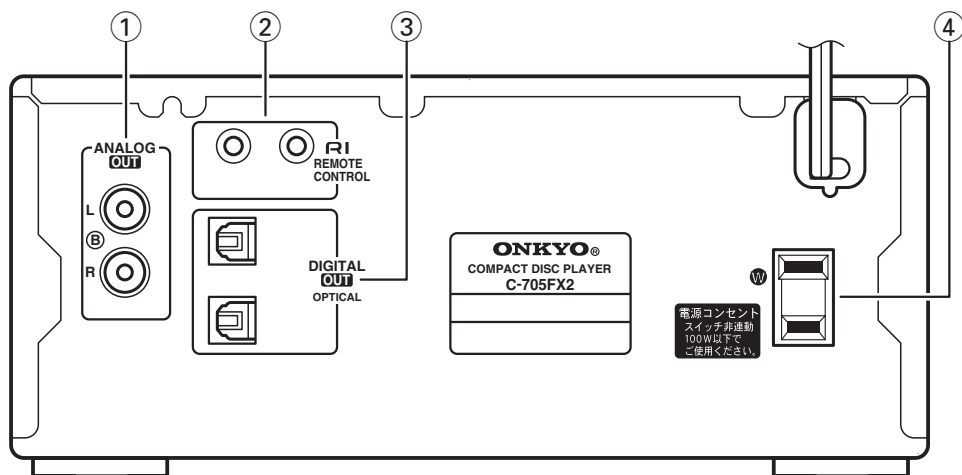 ① ② ③ ④
ANALOG
OUT
L
B
R
RI
REMOTE
CONTROL
DIGITAL
OUT
OPTICAL
ONKYO®
COMPACT DISC PLAYER
C-705FX2
W
電源コンセント
スイッチ非連動
100W以下で
ご使用ください。